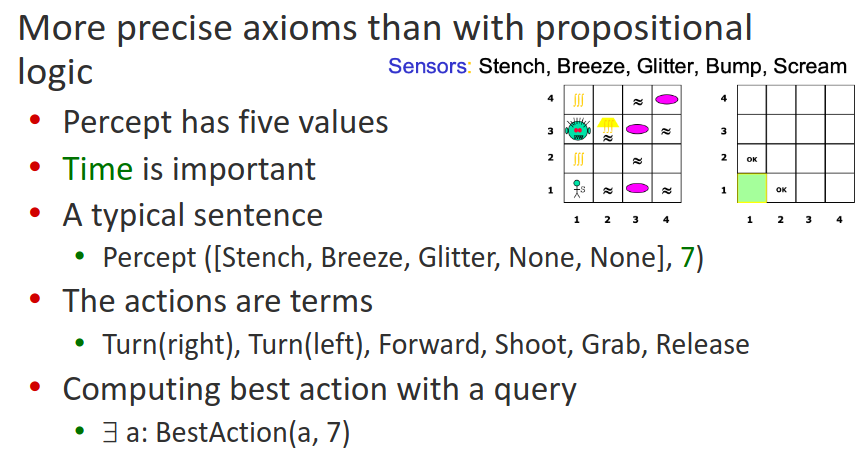 More precise axioms than with propositional
logic
Sensors: Stench, Breeze, Glitter, Bump, Scream
• Percept has five values
• Time is important
• A typical sentence
• Percept ([Stench, Breeze, Glitter, None, None], 7)
• The actions are terms
• Turn(right), Turn(left), Forward, Shoot, Grab, Release
• Computing best action with a query
• ∃ a: BestAction(a, 7)
4 ∫∫∫ ≈
3 ≈ ≈
2 ∫∫∫ ≈
1 S ≈ ≈
1 2 3 4
4
3
2 OK
1 OK
1 2 3 4